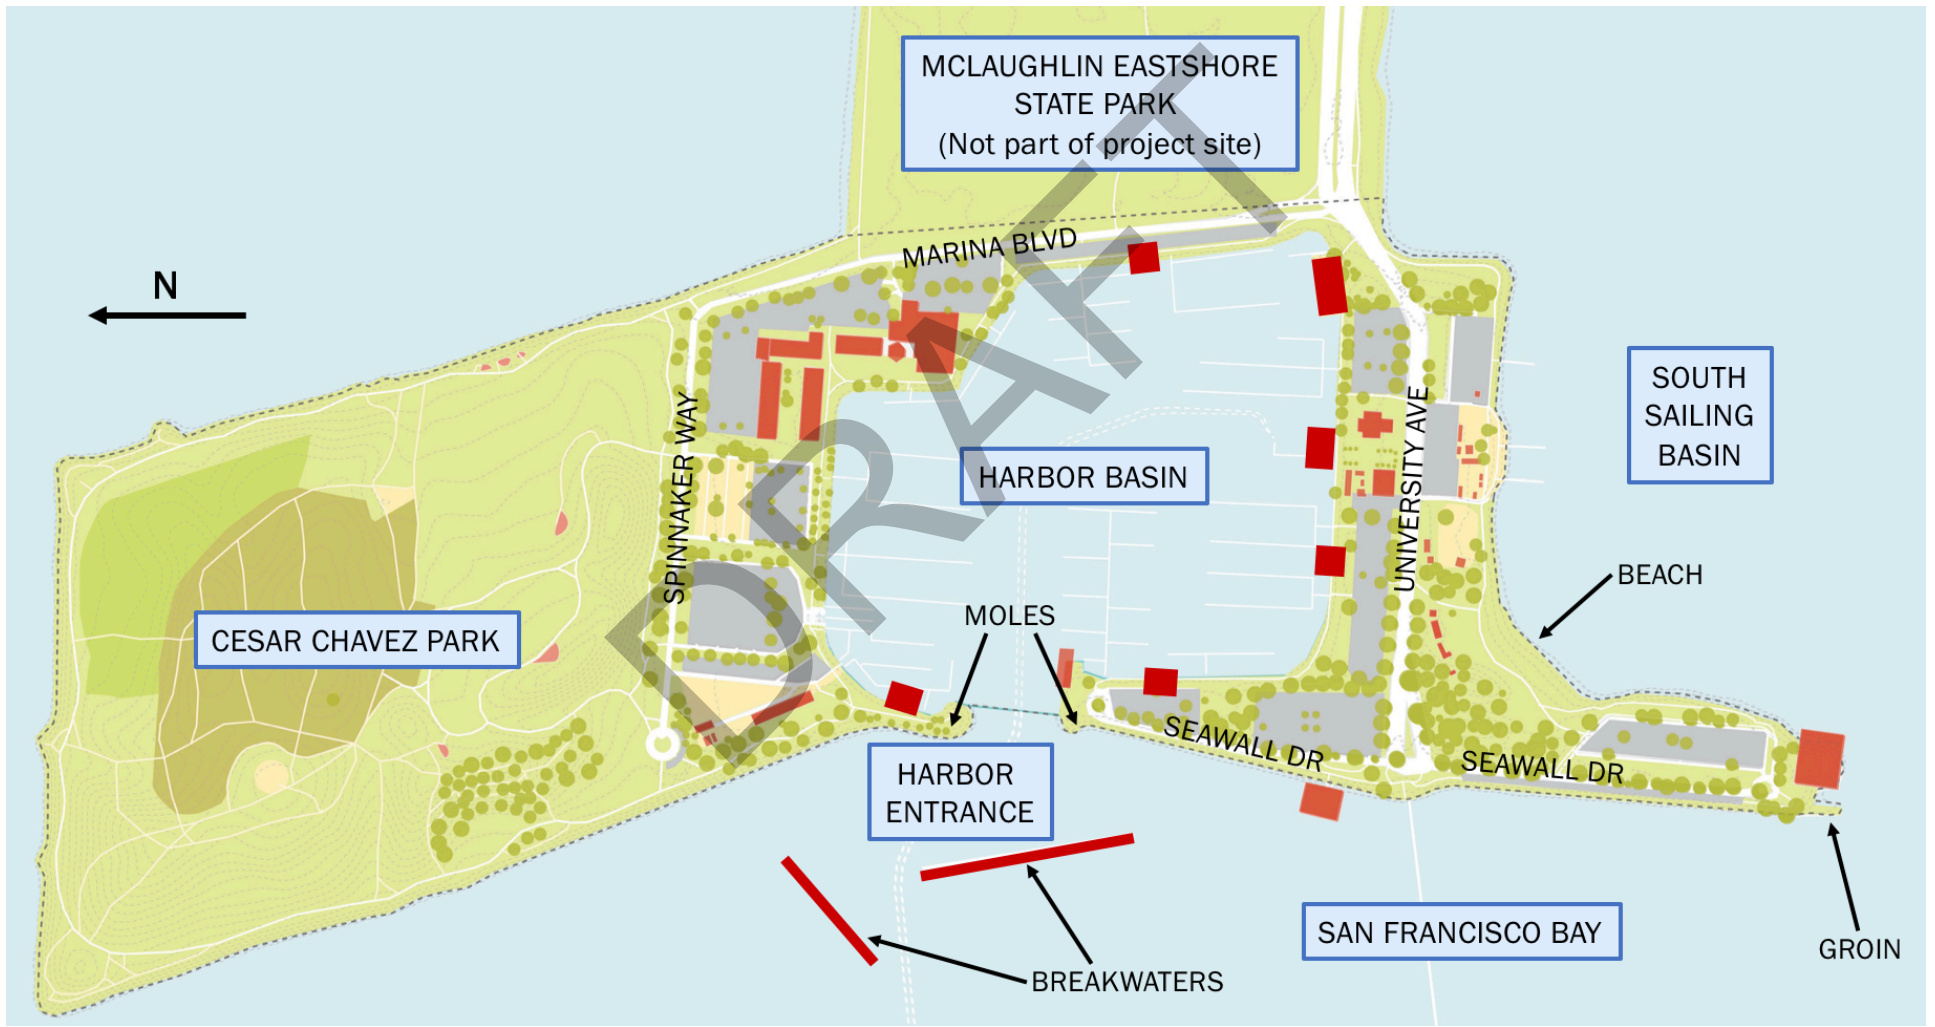 MCLAUGHLIN EASTSHORE
STATE PARK
(Not part of project site)
MARINA BLVD
N
SOUTH
SAILING
BASIN
SPINNAKER WAY
HARBOR BASIN
UNIVERSITY AVE
BEACH
MOLES
CESAR CHAVEZ PARK
SEAWALL DR
SEAWALL DR
HARBOR
ENTRANCE
SAN FRANCISCO BAY
GROIN
BREAKWATERS
DRAFT